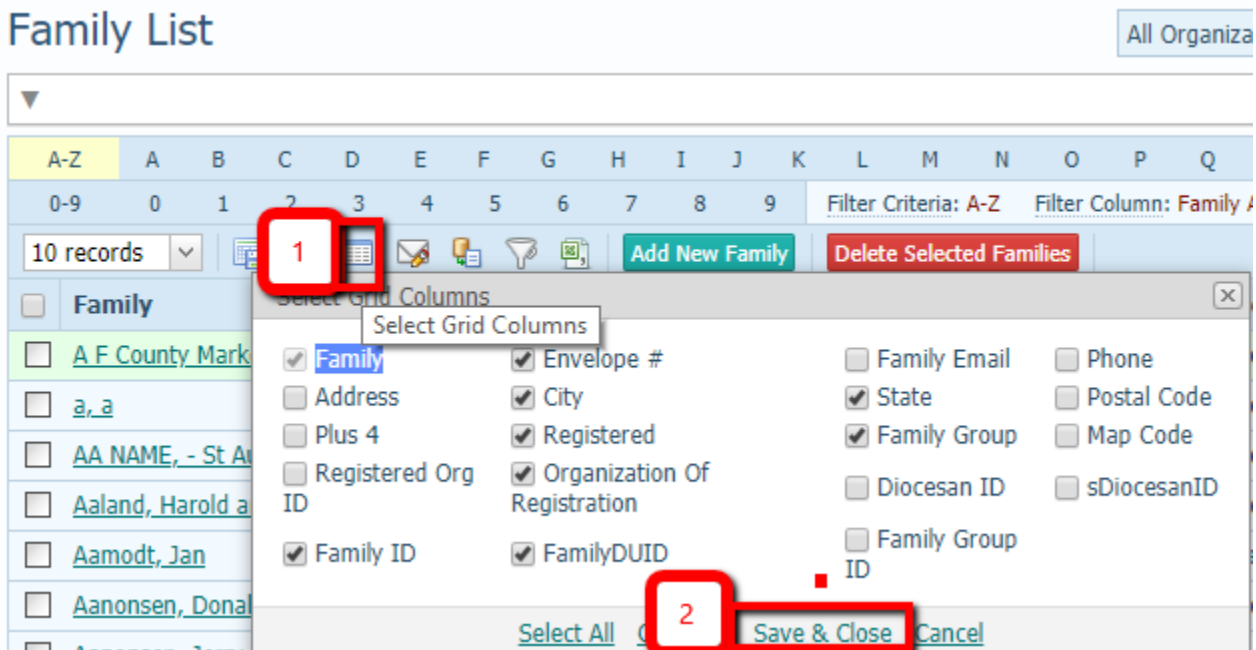 Family List
All Organiza
A-Z A B C D E F G H I J K L M N O P Q
0-9 0 1 2 3 4 5 6 7 8 9 Filter Criteria: A-Z Filter Column: Family A
10 records 1 Add New Family Delete Selected Families
Family
Select Grid Columns
Select Grid Columns
A F County Mark
Family Envelope # Family Email Phone
a, a
Address City State Postal Code
Plus 4 Registered Family Group Map Code
AA NAME, - St Au
Registered Org ID
Organization Of Registration
Diocesan ID sDiocesanID
Aaland, Harold a
Aamodt, Jan
Family ID FamilyDUID
Family Group ID
Aanonsen, Donal
2
Select All Save & Close Cancel